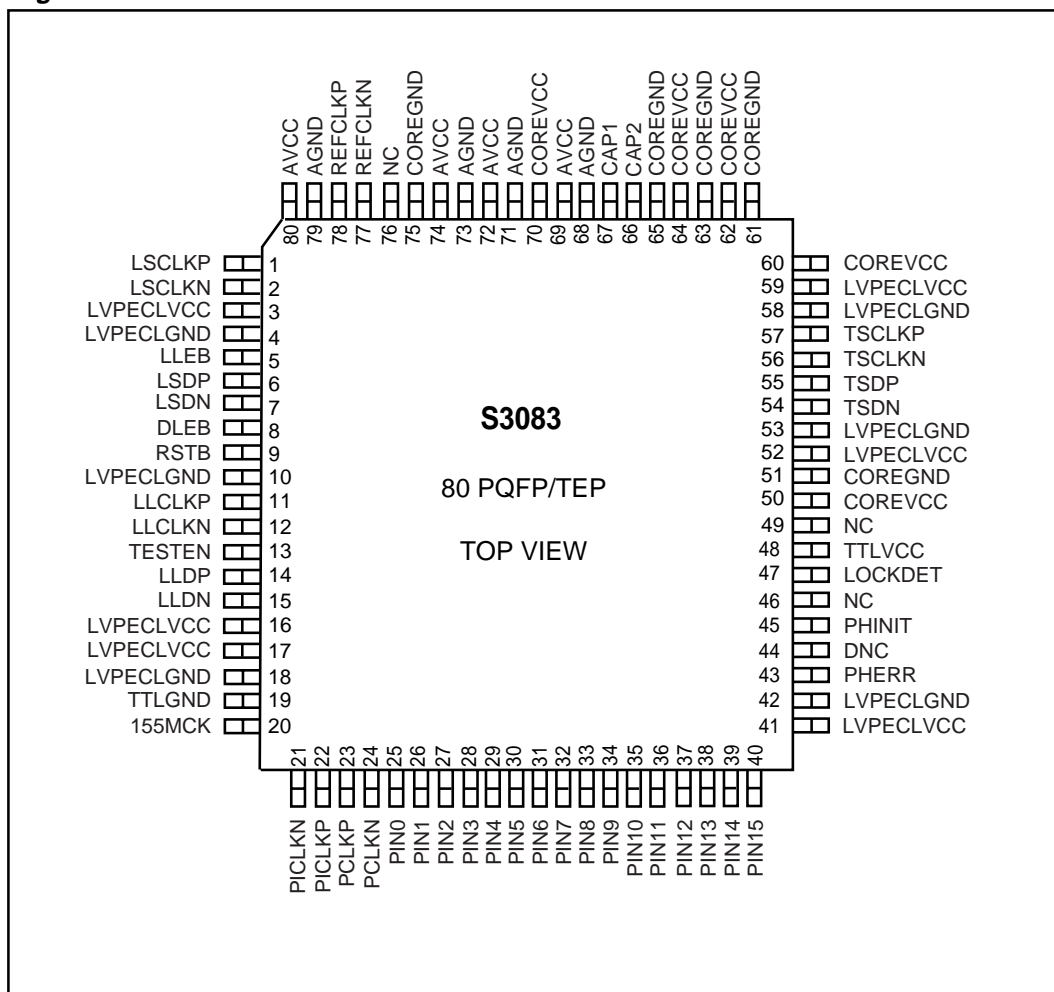 AVCC
AGND
REFCLKP
REFCLKN
NC
COREGND
AVCC
AGND
AVCC
AGND
COREVCC
AVCC
AGND
CAP1
CAP2
COREGND
COREVCC
COREGND
COREVCC
COREGND
80 79 78 77 76 75 74 73 72 71 70 69 68 67 66 65 64 63 62 61
LSCLKP 1
LSCLKN 2
LVPECLVCC 3
LVPECLGND 4
LLEB 5
LSDP 6
LSDN 7
DLEB 8
RSTB 9
LVPECLGND 10
LLCLKP 11
LLCLKN 12
TESTEN 13
LLDP 14
LLDN 15
LVPECLVCC 16
LVPECLVCC 17
LVPECLGND 18
TTLGND 19
155MCK 20
S3083
80 PQFP/TEP
TOP VIEW
60 COREVCC
59 LVPECLVCC
58 LVPECLGND
57 TSCLKP
56 TSCLKN
55 TSDP
54 TSDN
53 LVPECLGND
52 LVPECLVCC
51 COREGND
50 COREVCC
49 NC
48 TTLVCC
47 LOCKDET
46 NC
45 PHINIT
44 DNC
43 PHERR
42 LVPECLGND
41 LVPECLVCC
21 22 23 24 25 26 27 28 29 30 31 32 33 34 35 36 37 38 39 40
PICLKN
PICLKP
PCLKP
PCLKN
PIN0
PIN1
PIN2
PIN3
PIN4
PIN5
PIN6
PIN7
PIN8
PIN9
PIN10
PIN11
PIN12
PIN13
PIN14
PIN15